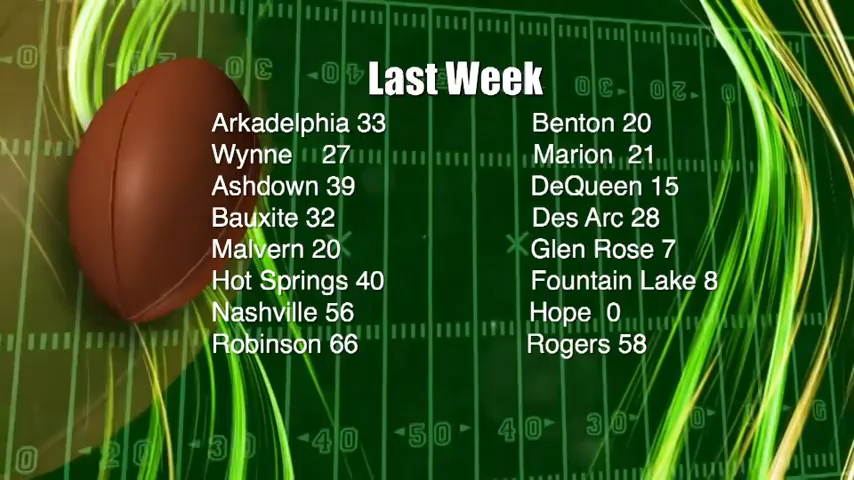 Last Week
Arkadelphia 33 Benton 20
Wynne 27 Marion 21
Ashdown 39 DeQueen 15
Bauxite 32 Des Arc 28
Malvern 20 Glen Rose 7
Hot Springs 40 Fountain Lake 8
Nashville 56 Hope 0
Robinson 66 Rogers 58